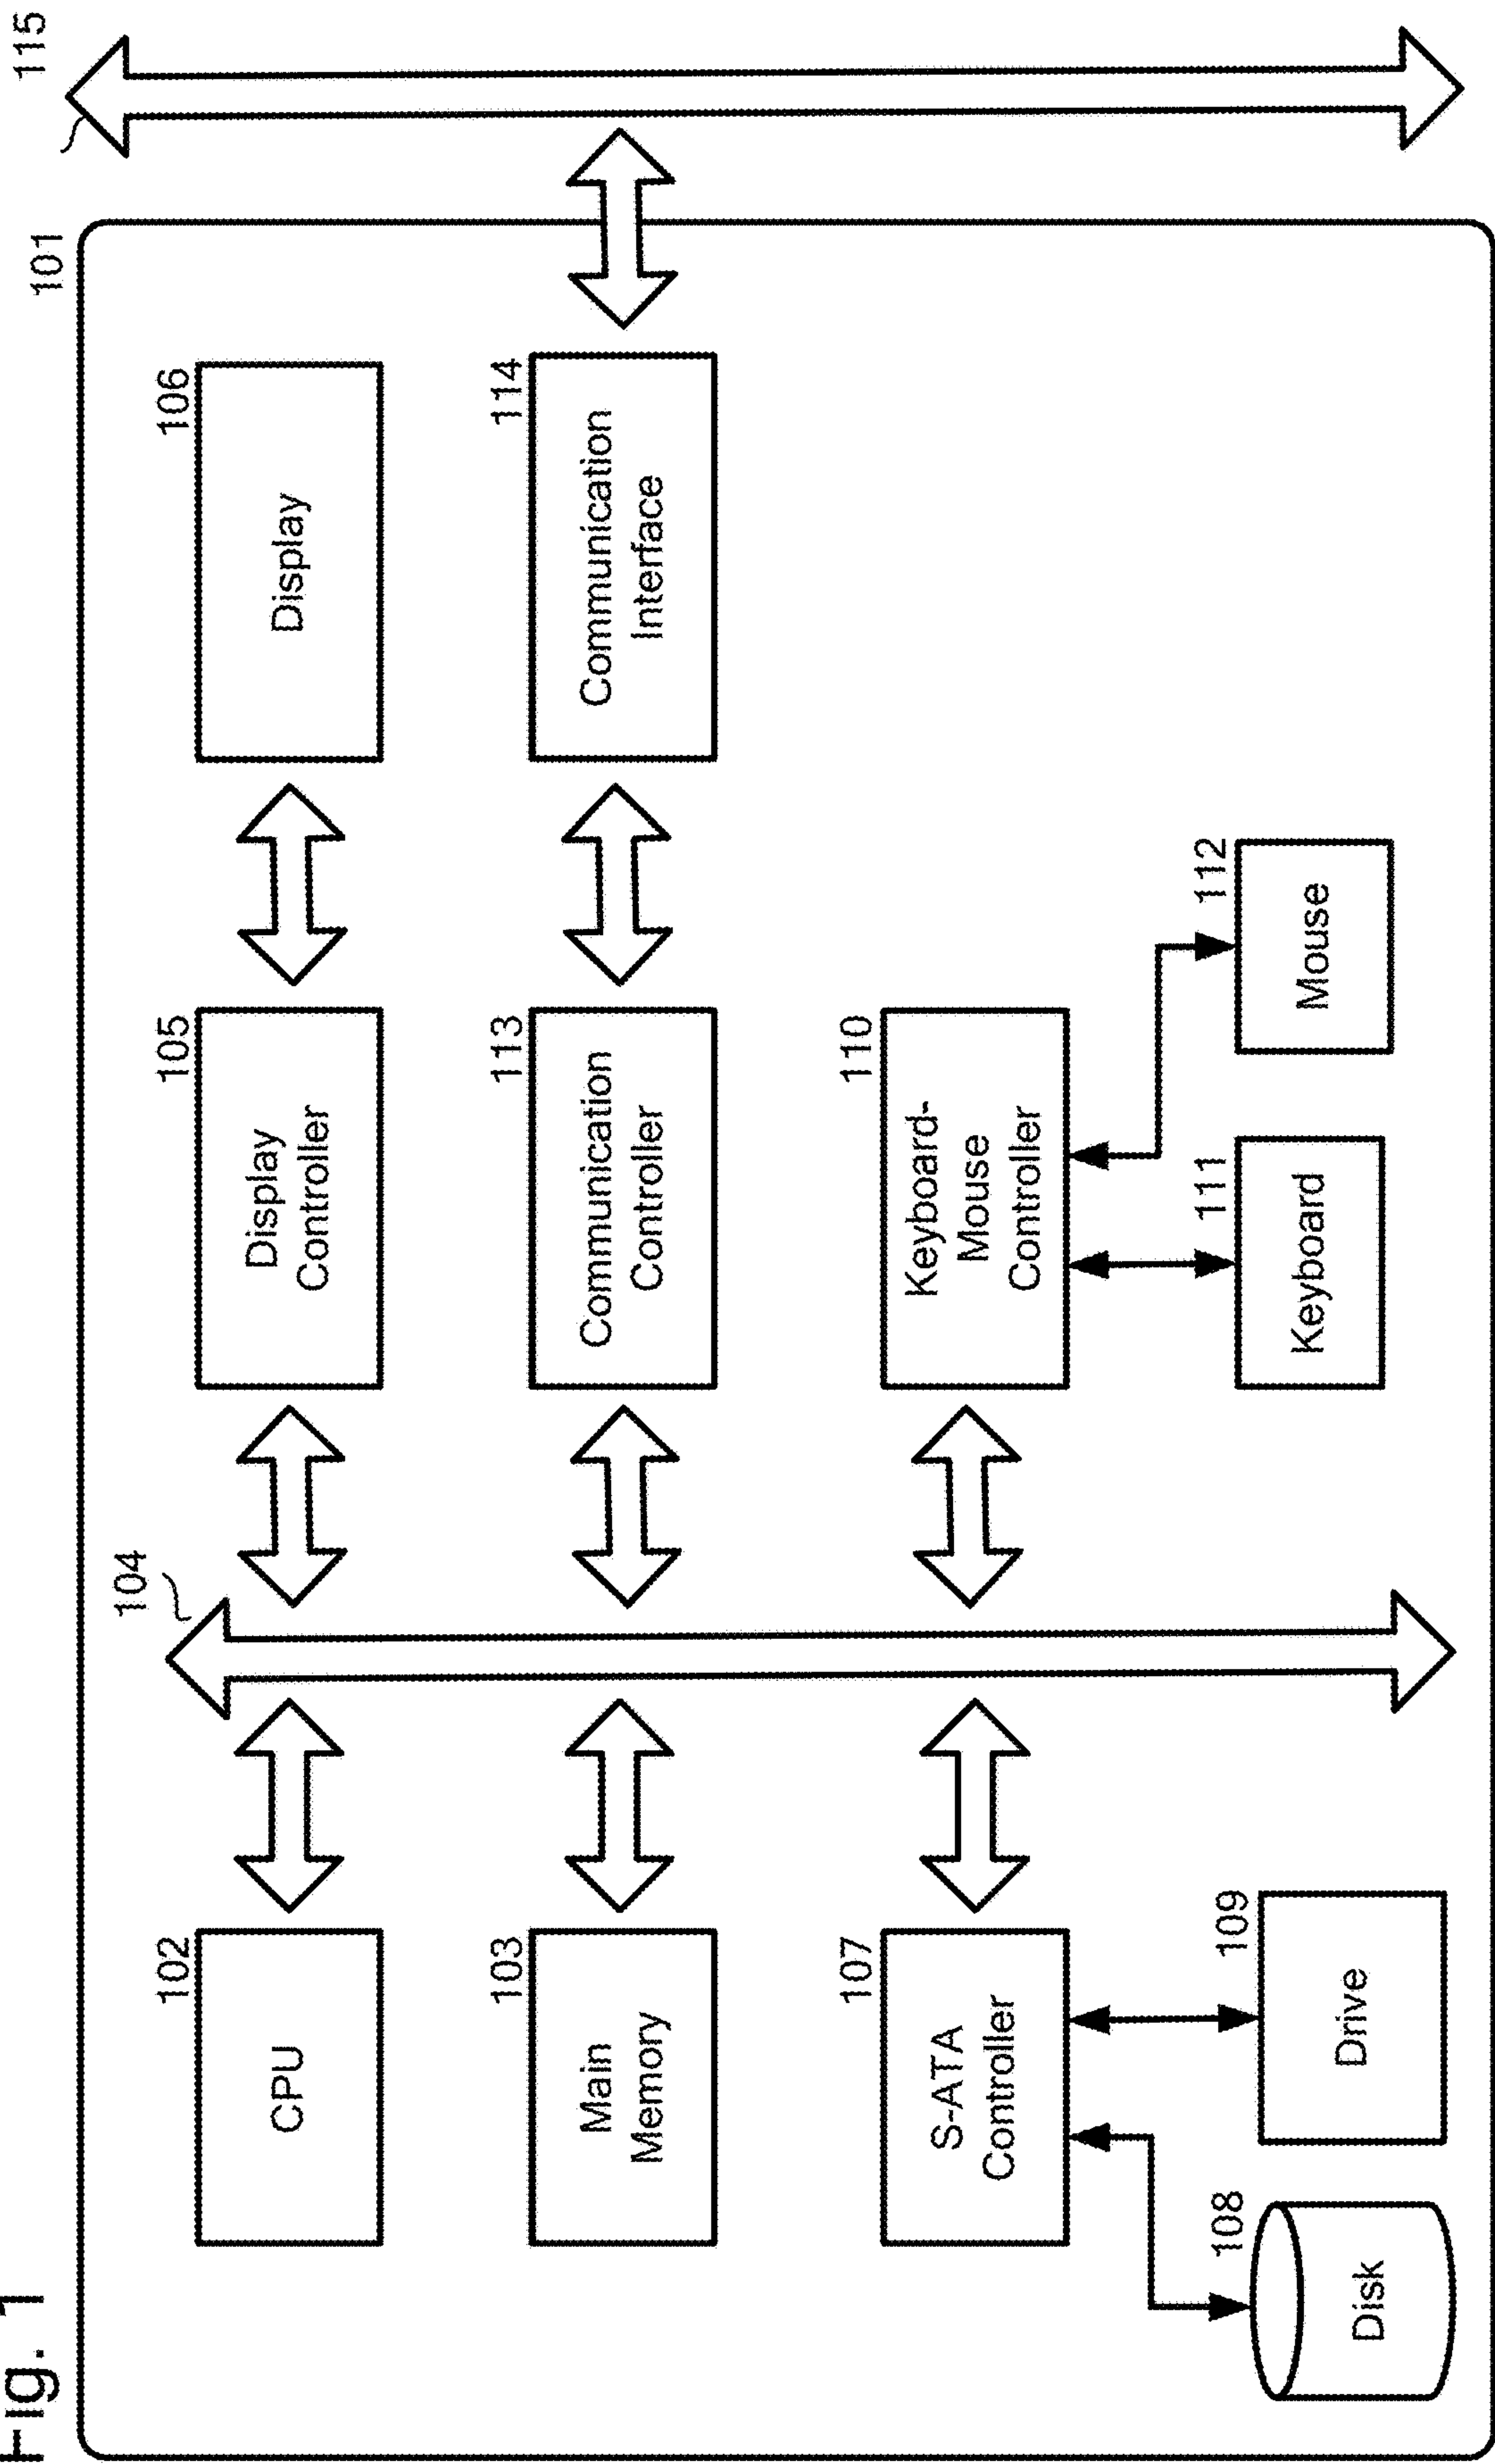 Fig. 1
101
115
104
102
CPU
105
Display
Controller
106
Display
103
Main
Memory
113
Communication
Controller
114
Communication
Interface
107
S-ATA
Controller
110
Keyboard-
Mouse
Controller
108
Disk
109
Drive
111
Keyboard
112
Mouse